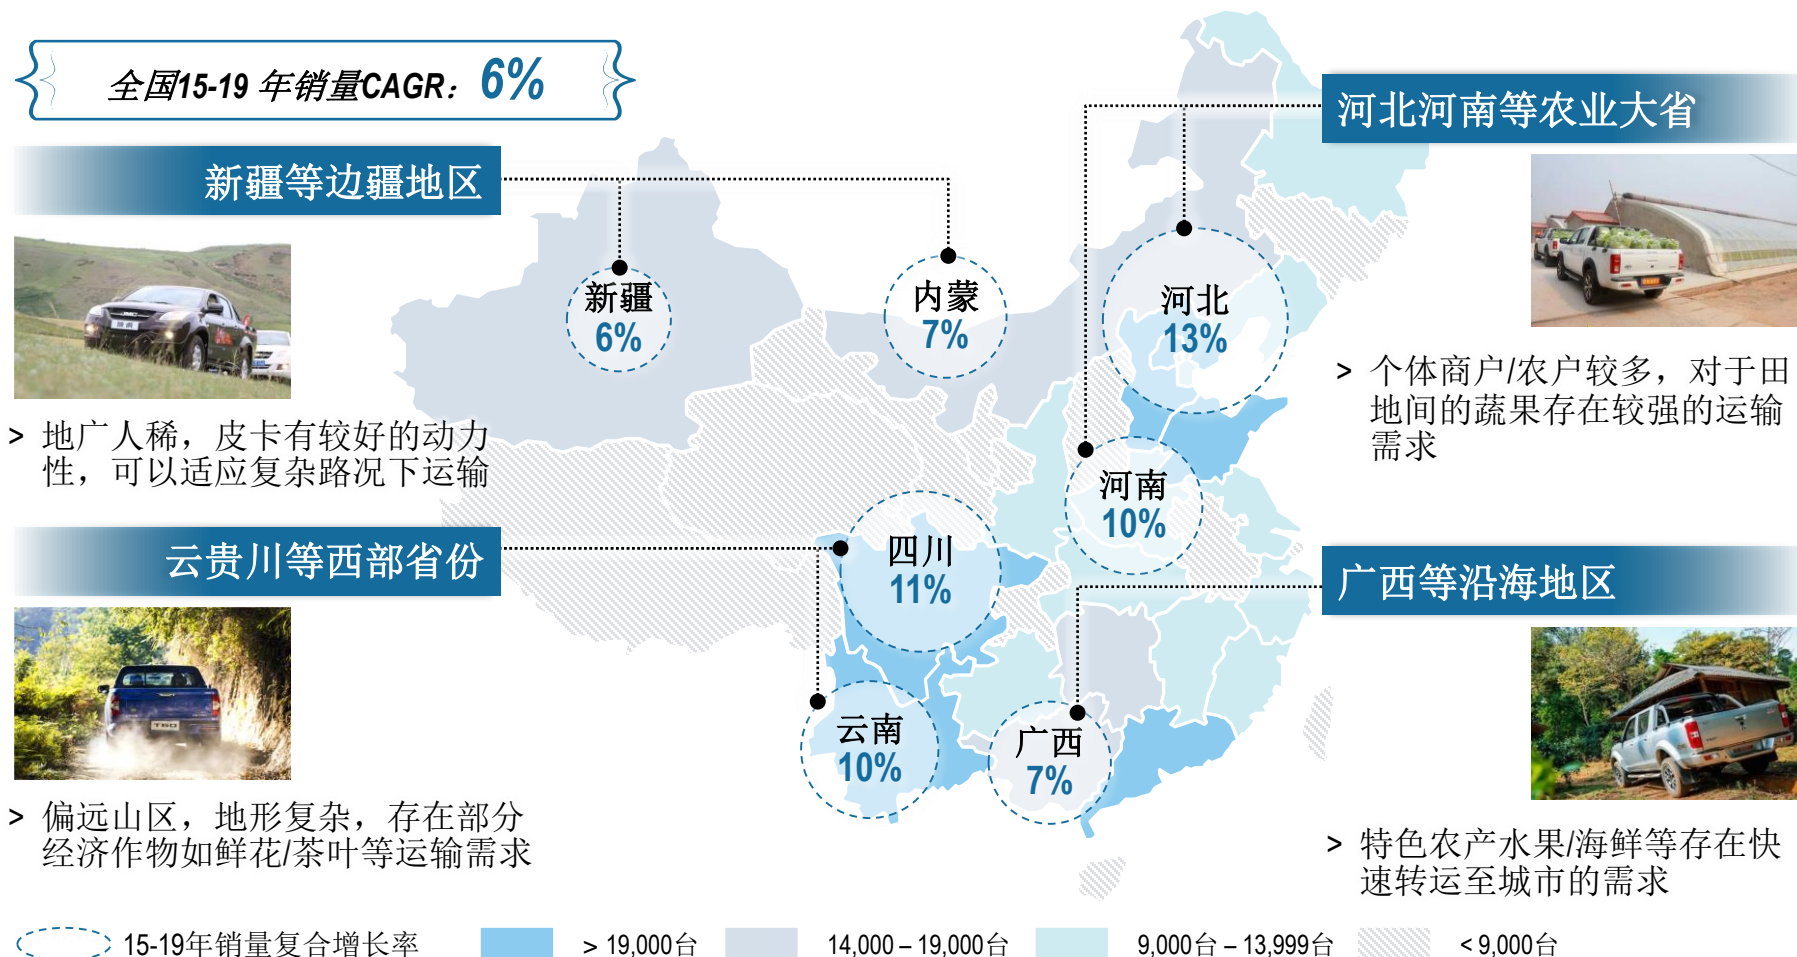 全国15-19 年销量CAGR：6%
新疆等边疆地区
> 地广人稀，皮卡有较好的动力
性，可以适应复杂路况下运输
云贵川等西部省份
T60
> 偏远山区，地形复杂，存在部分
经济作物如鲜花/茶叶等运输需求
新疆
6%
内蒙
7%
河北
13%
河南
10%
四川
11%
云南
10%
广西
7%
河北河南等农业大省
> 个体商户/农户较多，对于田
地间的蔬果存在较强的运输
需求
广西等沿海地区
> 特色农产水果/海鲜等存在快
速转运至城市的需求
15-19年销量复合增长率
> 19,000台
14,000 – 19,000台
9,000台 – 13,999台
< 9,000台